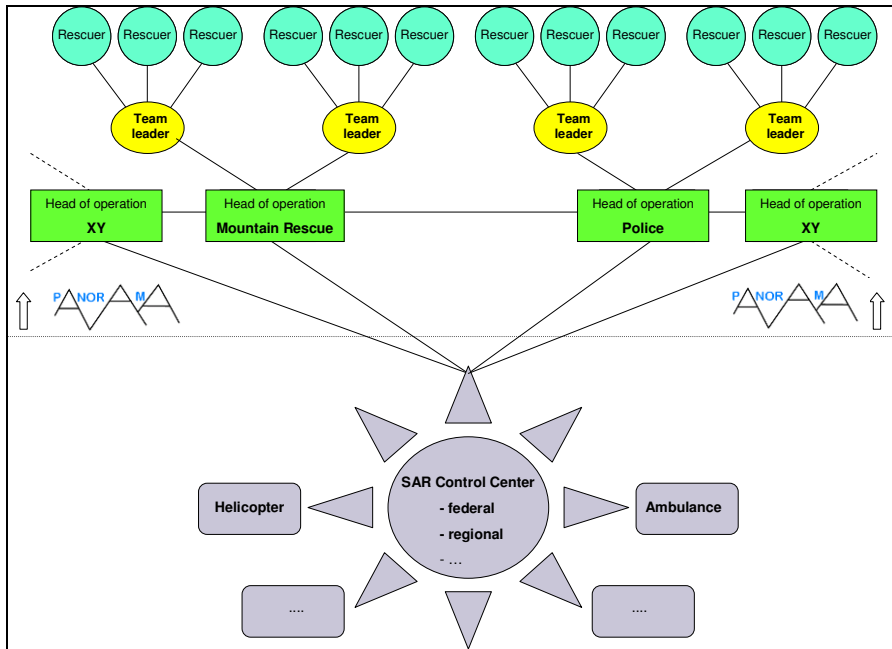 Rescuer Rescuer Rescuer Rescuer Rescuer Rescuer Rescuer Rescuer Rescuer Rescuer Rescuer Rescuer
Team Team Team Team
leader leader leader leader
Head of operation Head of operation Head of operation Head of operation
XY Mountain Rescue Police XY
PANORAMA PANORAMA
SAR Control Center
- federal
- regional
- ...
Helicopter Ambulance
.... ....